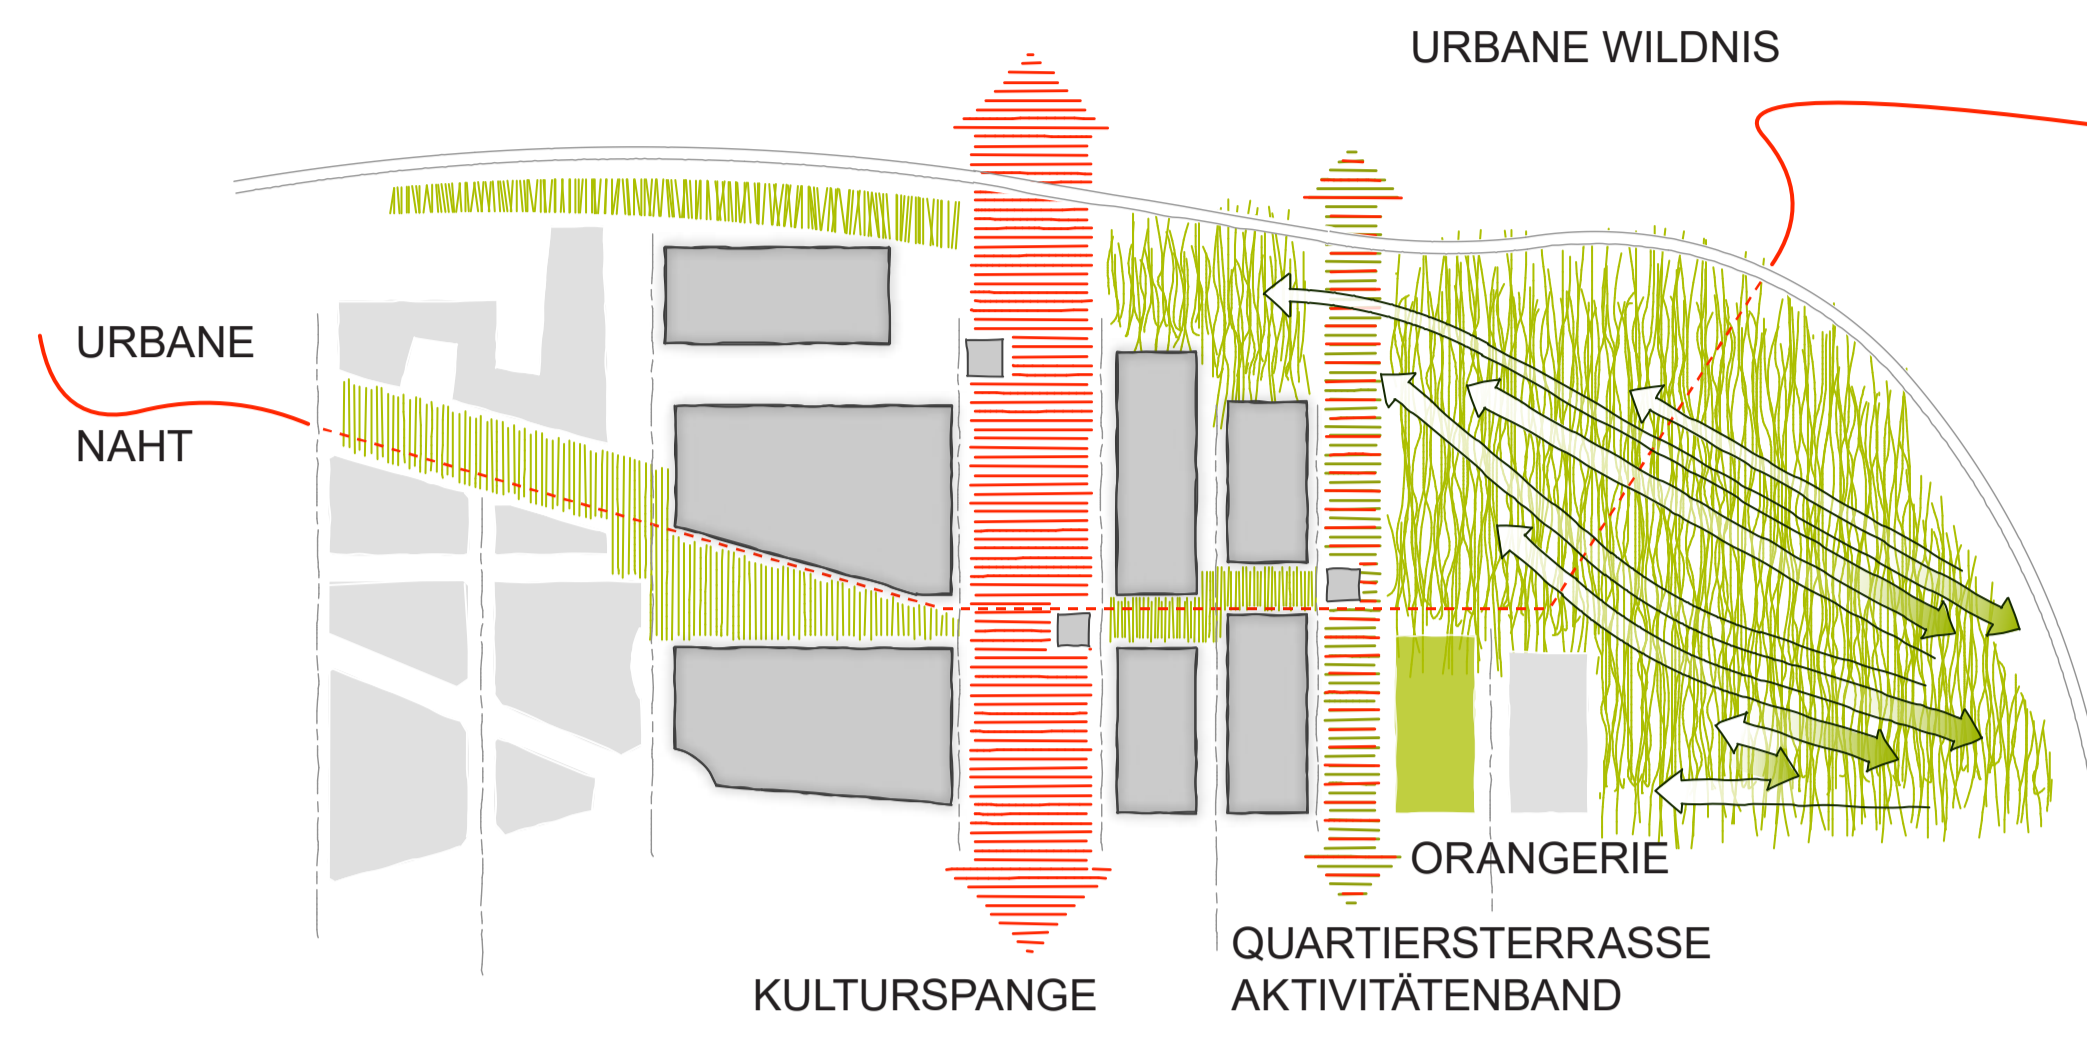 URBANE WILDNIS
URBANE
NAHT
ORANGERIE
QUARTIERSTERRASSE
AKTIVITÄTENBAND
KULTURSPANGE